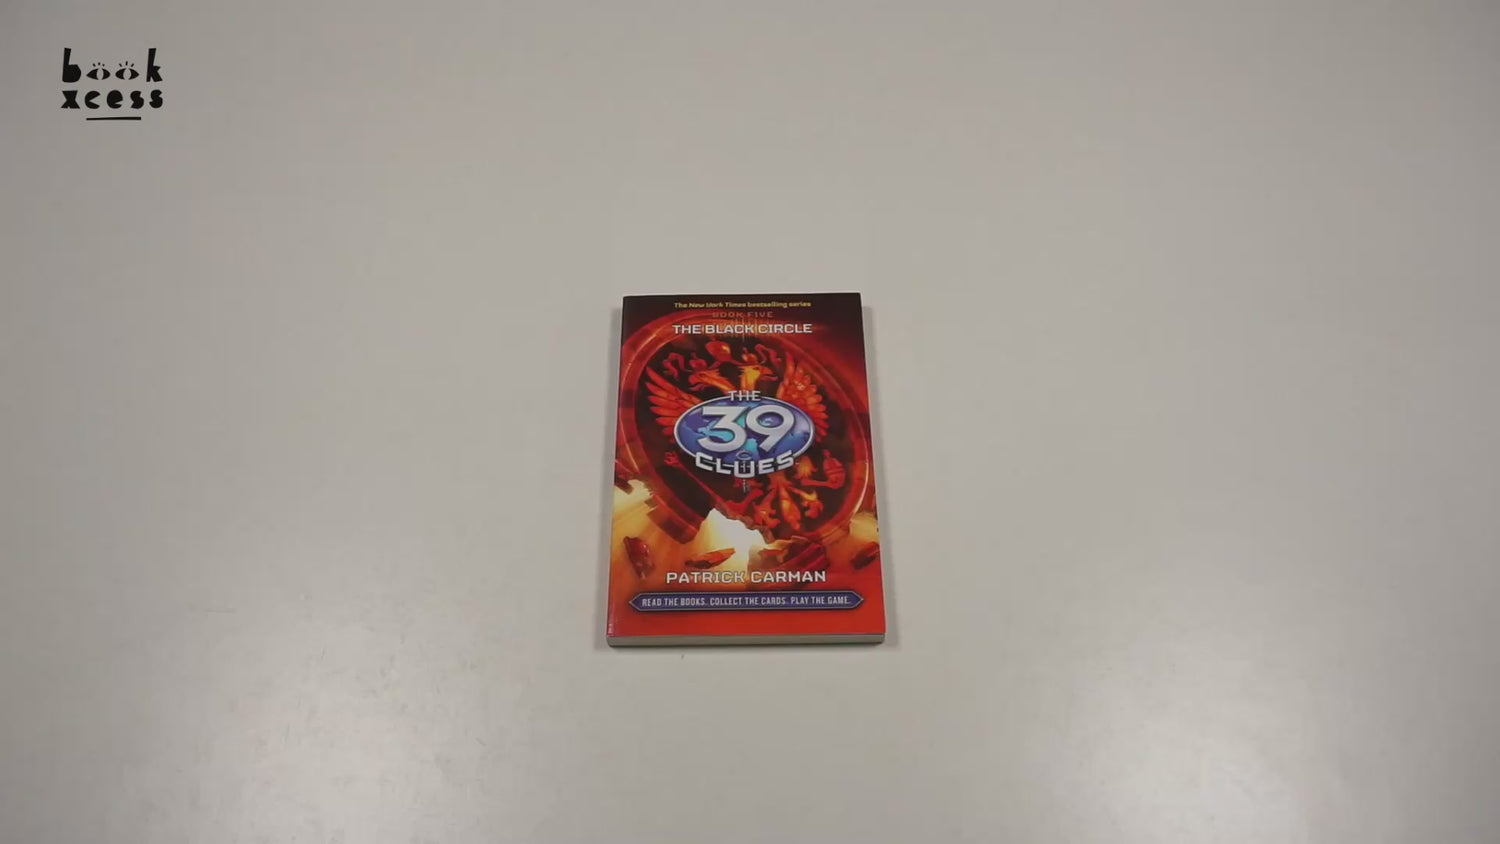 book
xcess
The New York Times bestselling series
BOOK FIVE
THE BLACK CIRCLE
THE
39
CLUES
PATRICK CARMAN
READ THE BOOKS. COLLECT THE CARDS. PLAY THE GAME.